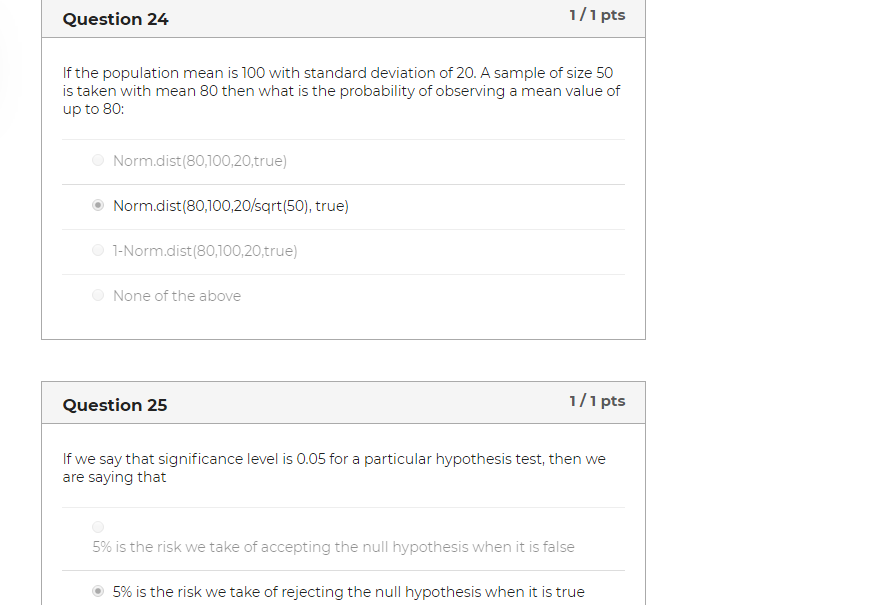 Question 24
1 / 1 pts
If the population mean is 100 with standard deviation of 20. A sample of size 50
is taken with mean 80 then what is the probability of observing a mean value of
up to 80:
Norm.dist(80,100,20,true)
Norm.dist(80,100,20/sqrt(50), true)
1-Norm.dist(80,100,20,true)
None of the above
Question 25
1 / 1 pts
If we say that significance level is 0.05 for a particular hypothesis test, then we
are saying that
5% is the risk we take of accepting the null hypothesis when it is false
5% is the risk we take of rejecting the null hypothesis when it is true